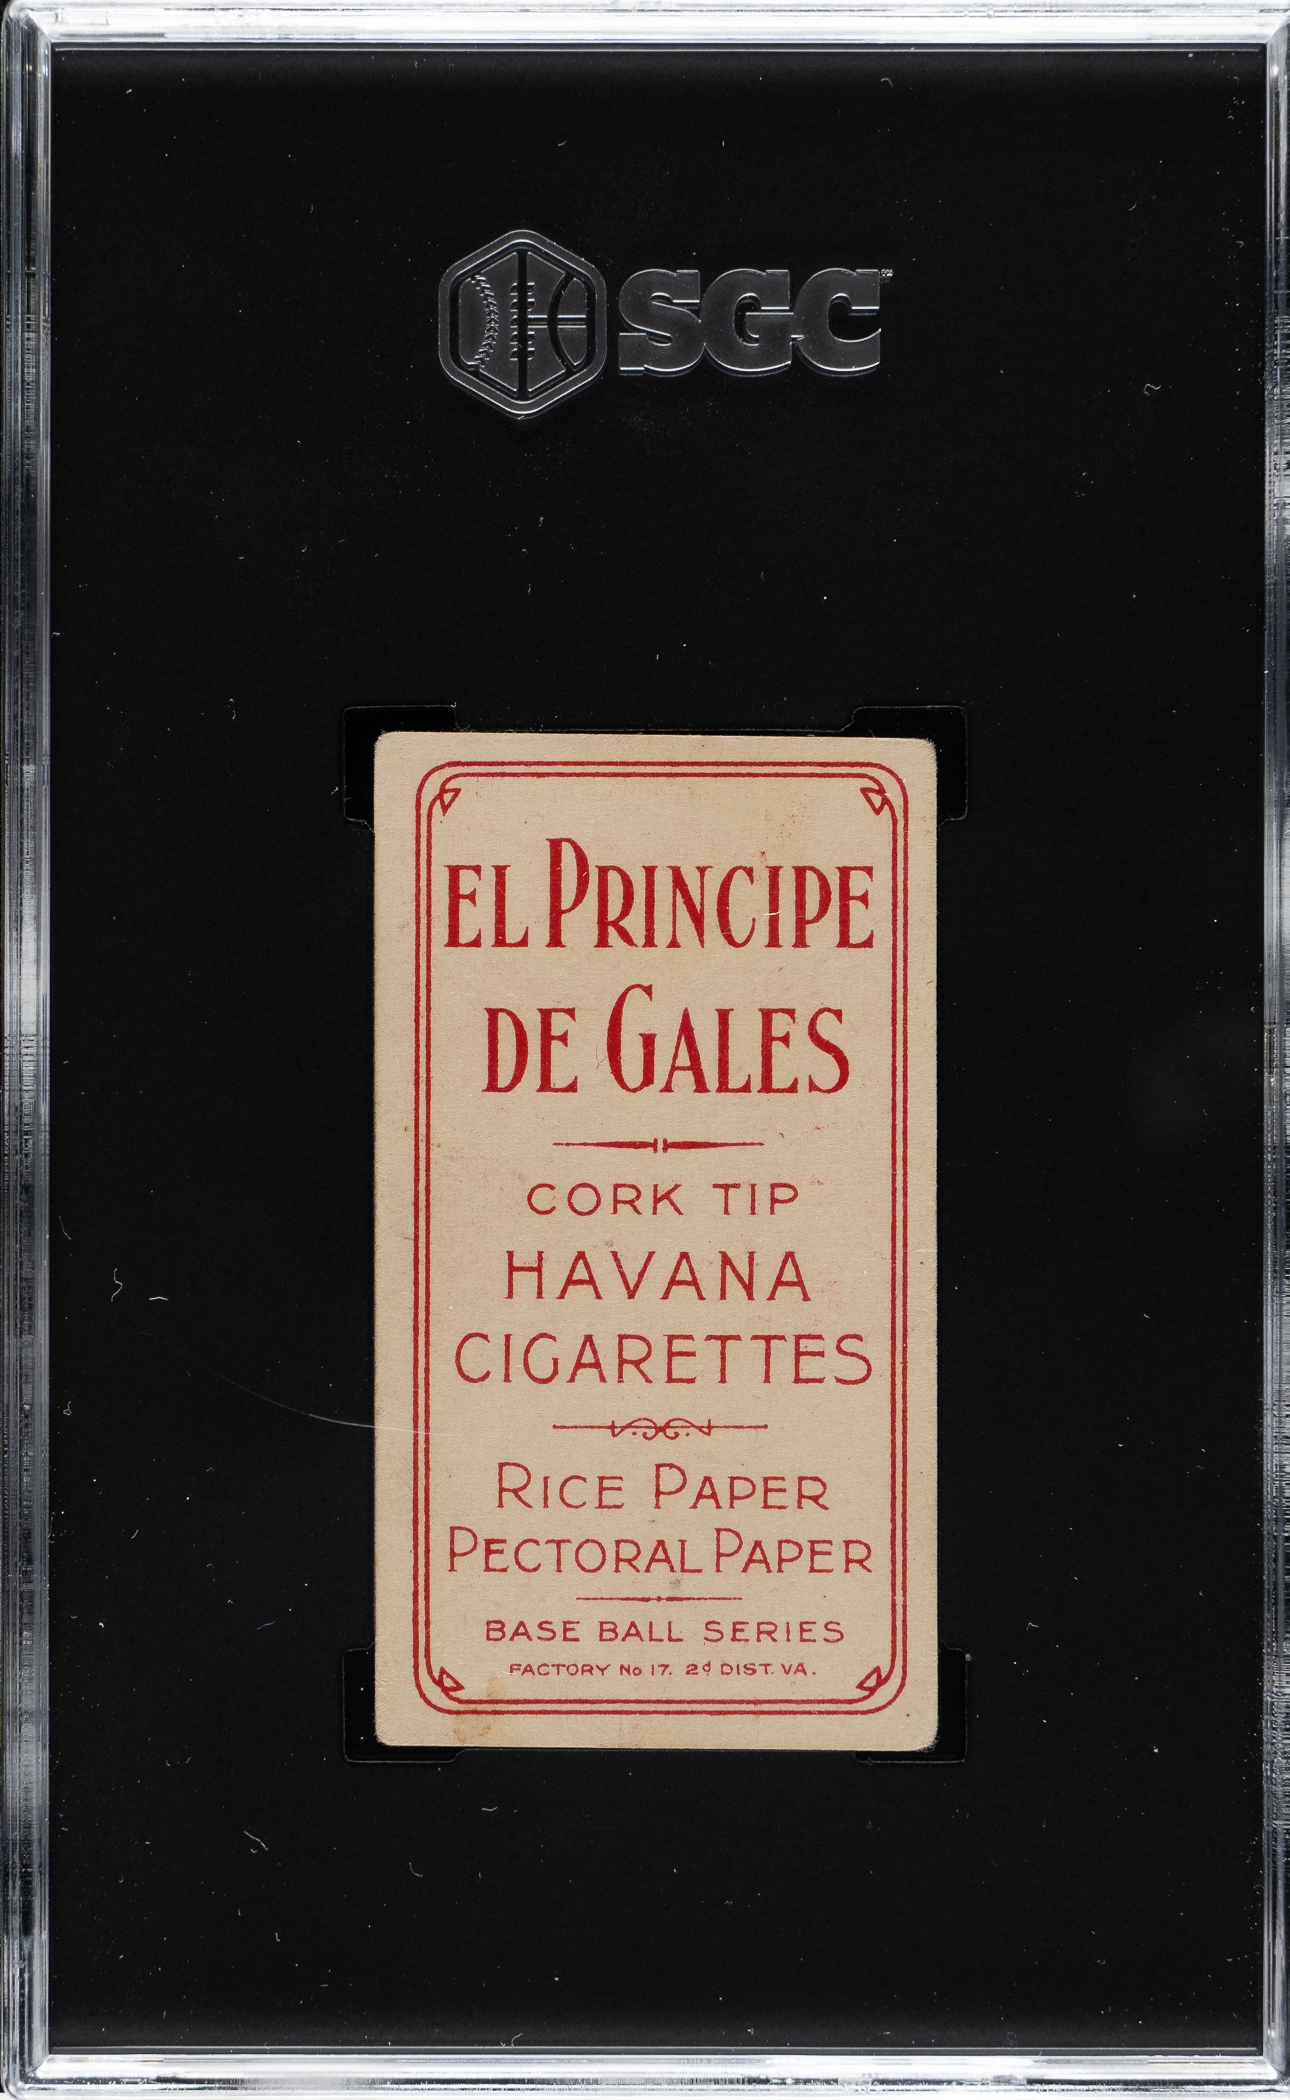 SGC
EL PRINCIPE
DE GALES
CORK TIP
HAVANA
CIGARETTES
RICE PAPER
PECTORAL PAPER
BASE BALL SERIES
FACTORY No 17. 2d DIST. VA.